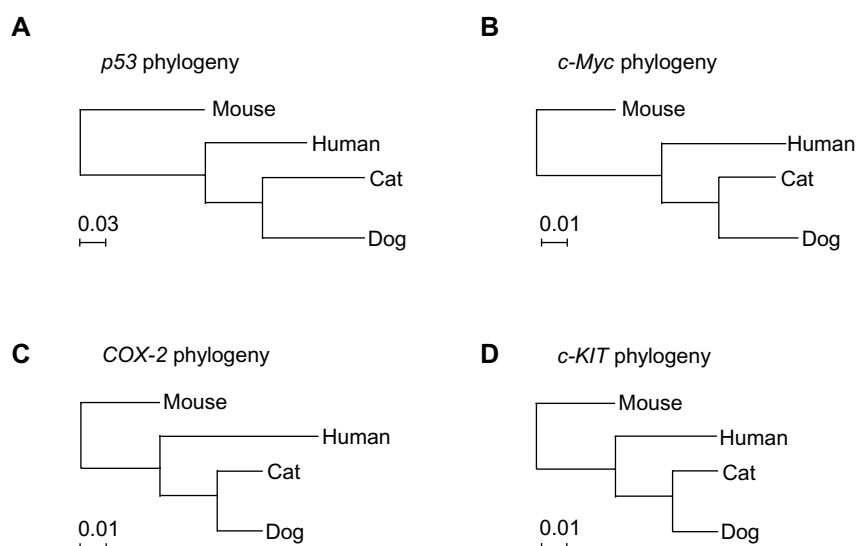 A
p53 phylogeny
Mouse
Human
Cat
Dog
0.03
B
c-Myc phylogeny
Mouse
Human
Cat
Dog
0.01
C
COX-2 phylogeny
Mouse
Human
Cat
Dog
0.01
D
c-KIT phylogeny
Mouse
Human
Cat
Dog
0.01